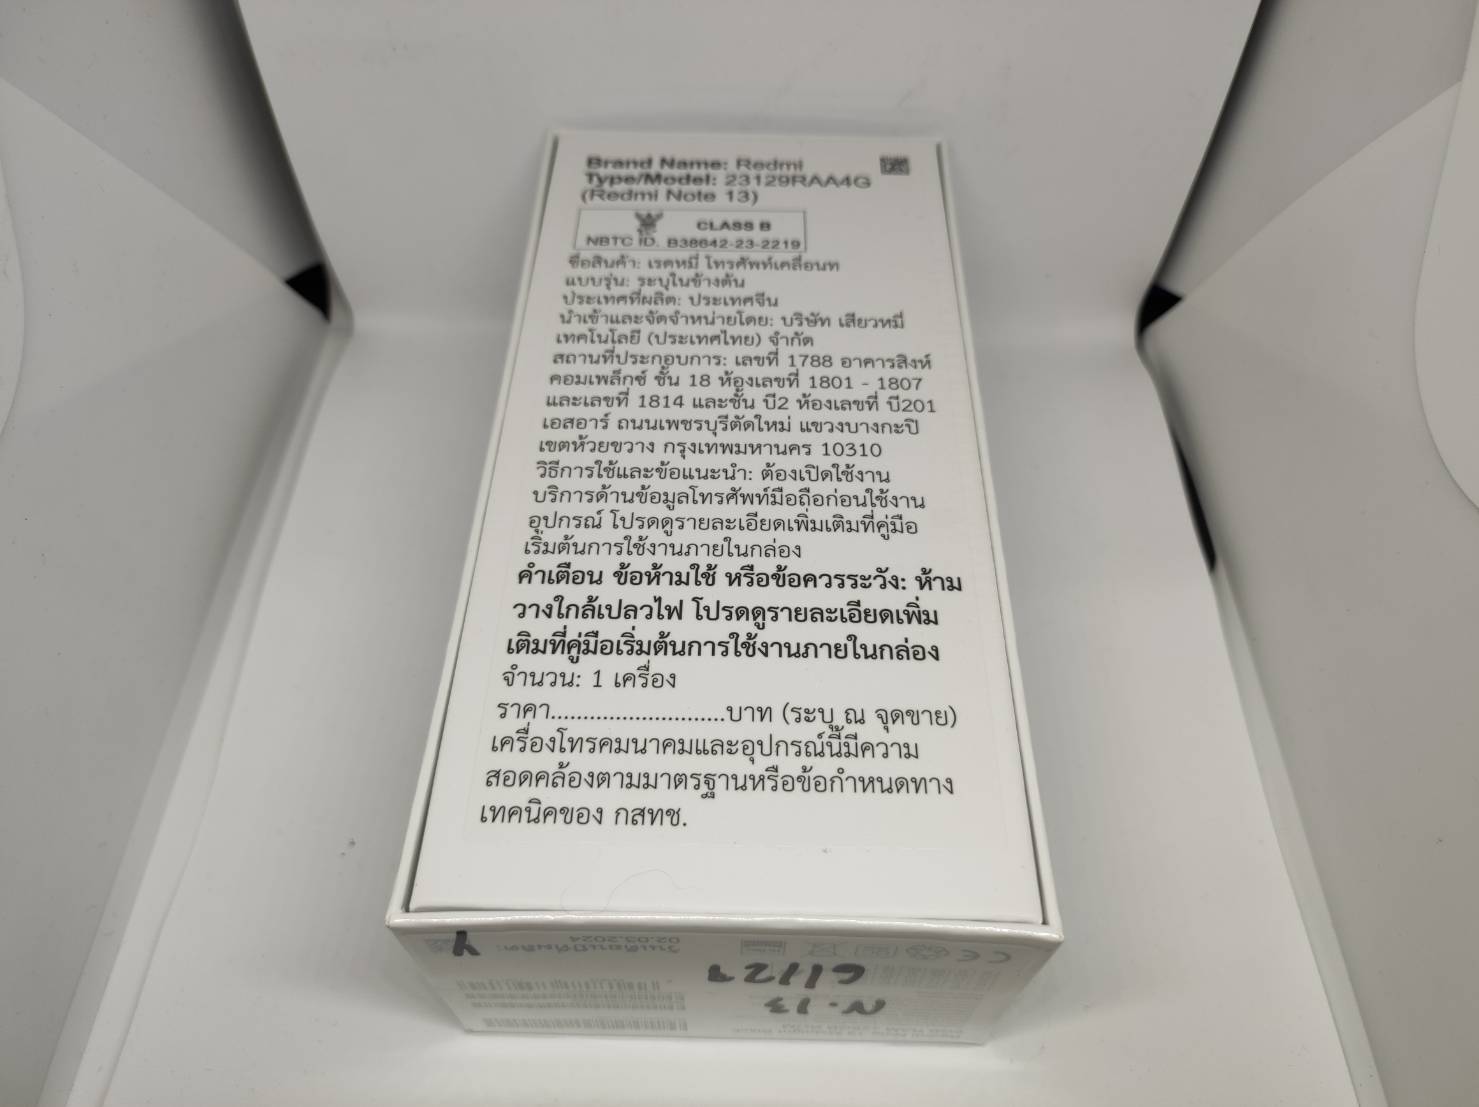 Brand Name: Redmi
Type/Model: 23129RAA4G
(Redmi Note 13)
CLASS B
NBTC ID. B38642-23-2219
ชื่อสินค้า: เรดหมี่ โทรศัพท์เคลื่อนท
แบบรุ่น: ระบุในข้างต้น
ประเทศที่ผลิต: ประเทศจีน
นำเข้าและจัดจำหน่ายโดย: บริษัท เสียวหมี่
เทคโนโลยี (ประเทศไทย) จำกัด
สถานที่ประกอบการ: เลขที่ 1788 อาคารสิงห์
คอมเพล็กซ์ ชั้น 18 ห้องเลขที่ 1801 - 1807
และเลขที่ 1814 และชั้น บี2 ห้องเลขที่ บี201
เอสอาร์ ถนนเพชรบุรีตัดใหม่ แขวงบางกะปิ
เขตห้วยขวาง กรุงเทพมหานคร 10310
วิธีการใช้และข้อแนะนำ: ต้องเปิดใช้งาน
บริการด้านข้อมูลโทรศัพท์มือถือก่อนใช้งาน
อุปกรณ์ โปรดดูรายละเอียดเพิ่มเติมที่คู่มือ
เริ่มต้นการใช้งานภายในกล่อง
คำเตือน ข้อห้ามใช้ หรือข้อควรระวัง: ห้าม
วางใกล้เปลวไฟ โปรดดูรายละเอียดเพิ่ม
เติมที่คู่มือเริ่มต้นการใช้งานภายในกล่อง
จำนวน: 1 เครื่อง
ราคา...........................บาท (ระบุ ณ จุดขาย)
เครื่องโทรคมนาคมและอุปกรณ์นี้มีความ
สอดคล้องตามมาตรฐานหรือข้อกำหนดทาง
เทคนิคของ กสทช.
วันเดือนปีที่ผลิต:
02.03.2024
N.13